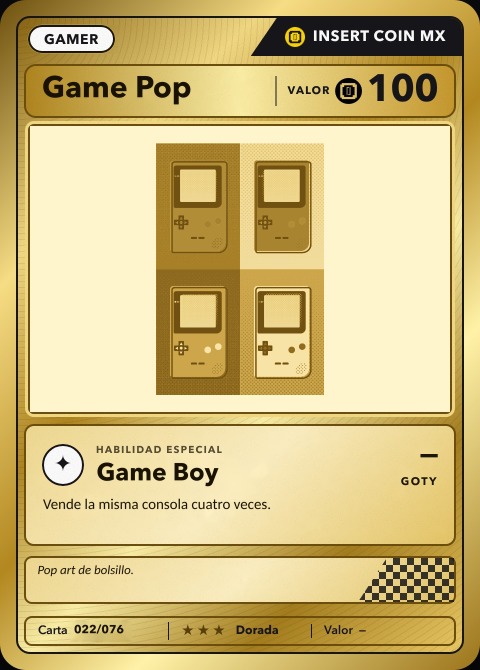 GAMER
INSERT COIN MX
Game Pop
VALOR 100
HABILIDAD ESPECIAL
Game Boy
–
GOTY
Vende la misma consola cuatro veces.
Pop art de bolsillo.
Carta 022/076 ★ ★ ★ Dorada Valor –